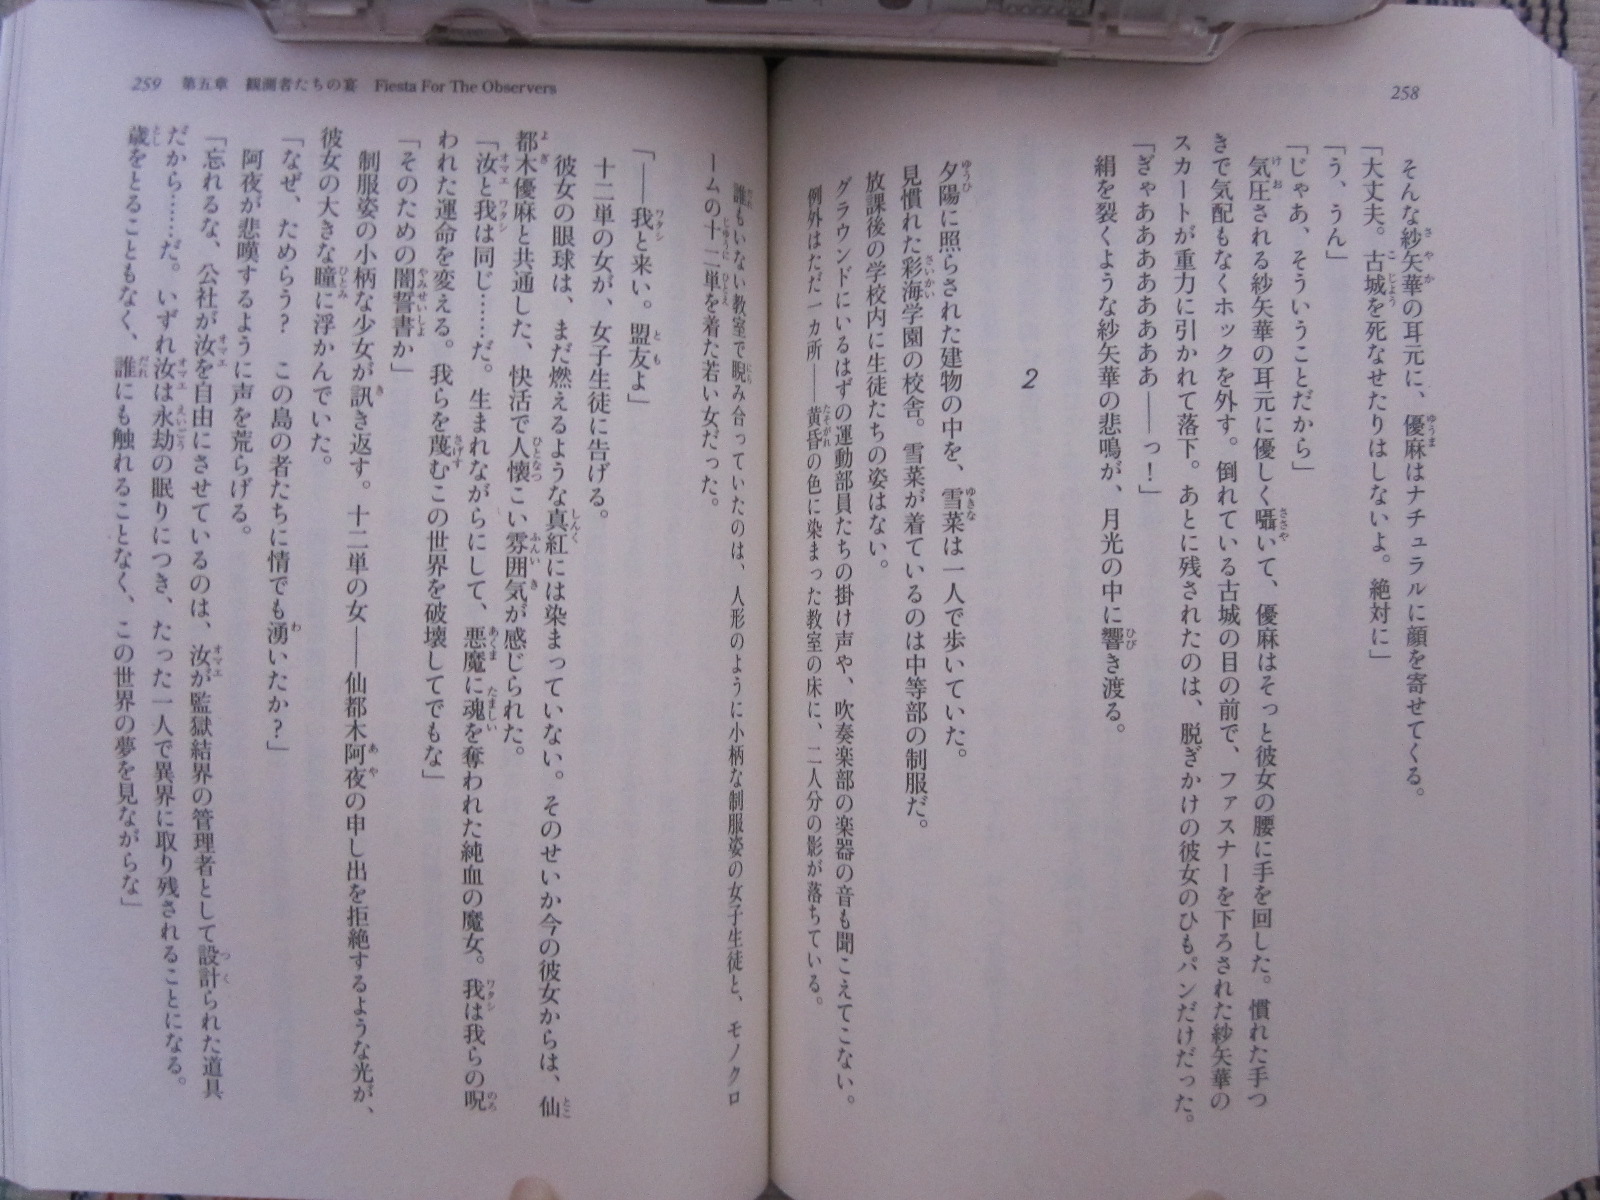 258
そんな紗矢華の耳元に、優麻はナチュラルに顔を寄せてくる。
「大丈夫。古城を死なせたりはしないよ。絶対に」
「う、うん」
「じゃあ、そういうことだから」
気圧される紗矢華の耳元に優しく囁いて、優麻はそっと彼女の腰に手を回した。慣れた手つ
きで気配もなくホックを外す。倒れている古城の目の前で、ファスナーを下ろされた紗矢華の
スカートが重力に引かれて落下。あとに残されたのは、脱ぎかけの彼女のひもパンだけだった。
「ぎゃああああああああ――っ！」
絹を裂くような紗矢華の悲鳴が、月光の中に響き渡る。
2
夕陽に照らされた建物の中を、雪菜は一人で歩いていた。
見慣れた彩海学園の校舎。雪菜が着ているのは中等部の制服だ。
放課後の学校内に生徒たちの姿はない。
グラウンドにいるはずの運動部員たちの掛け声や、吹奏楽部の楽器の音も聞こえてこない。
例外はただ一カ所――黄昏の色に染まった教室の床に、二人分の影が落ちている。
259 第五章 観測者たちの宴 Fiesta For The Observers
誰もいない教室で睨み合っていたのは、人形のように小柄な制服姿の女子生徒と、モノクロ
ームの十二単を着た若い女だった。
「――我と来い。盟友よ」
十二単の女が、女子生徒に告げる。
彼女の眼球は、まだ燃えるような真紅には染まっていない。そのせいか今の彼女からは、仙
都木優麻と共通した、快活で人懐こい雰囲気が感じられた。
「汝と我は同じ……だ。生まれながらにして、悪魔に魂を奪われた純血の魔女。我は我らの呪
われた運命を変える。我らを蔑むこの世界を破壊してでもな」
「そのための闇誓書か」
制服姿の小柄な少女が訊き返す。十二単の女――仙都木阿夜の申し出を拒絶するような光が、
彼女の大きな瞳に浮かんでいた。
「なぜ、ためらう？　この島の者たちに情でも湧いたか？」
阿夜が悲嘆するように声を荒らげる。
「忘れるな、公社が汝を自由にさせているのは、汝が監獄結界の管理者として設計られた道具
だから……だ。いずれ汝は永劫の眠りにつき、たった一人で異界に取り残されることになる。
歳をとることもなく、誰にも触れることなく、この世界の夢を見ながらな」